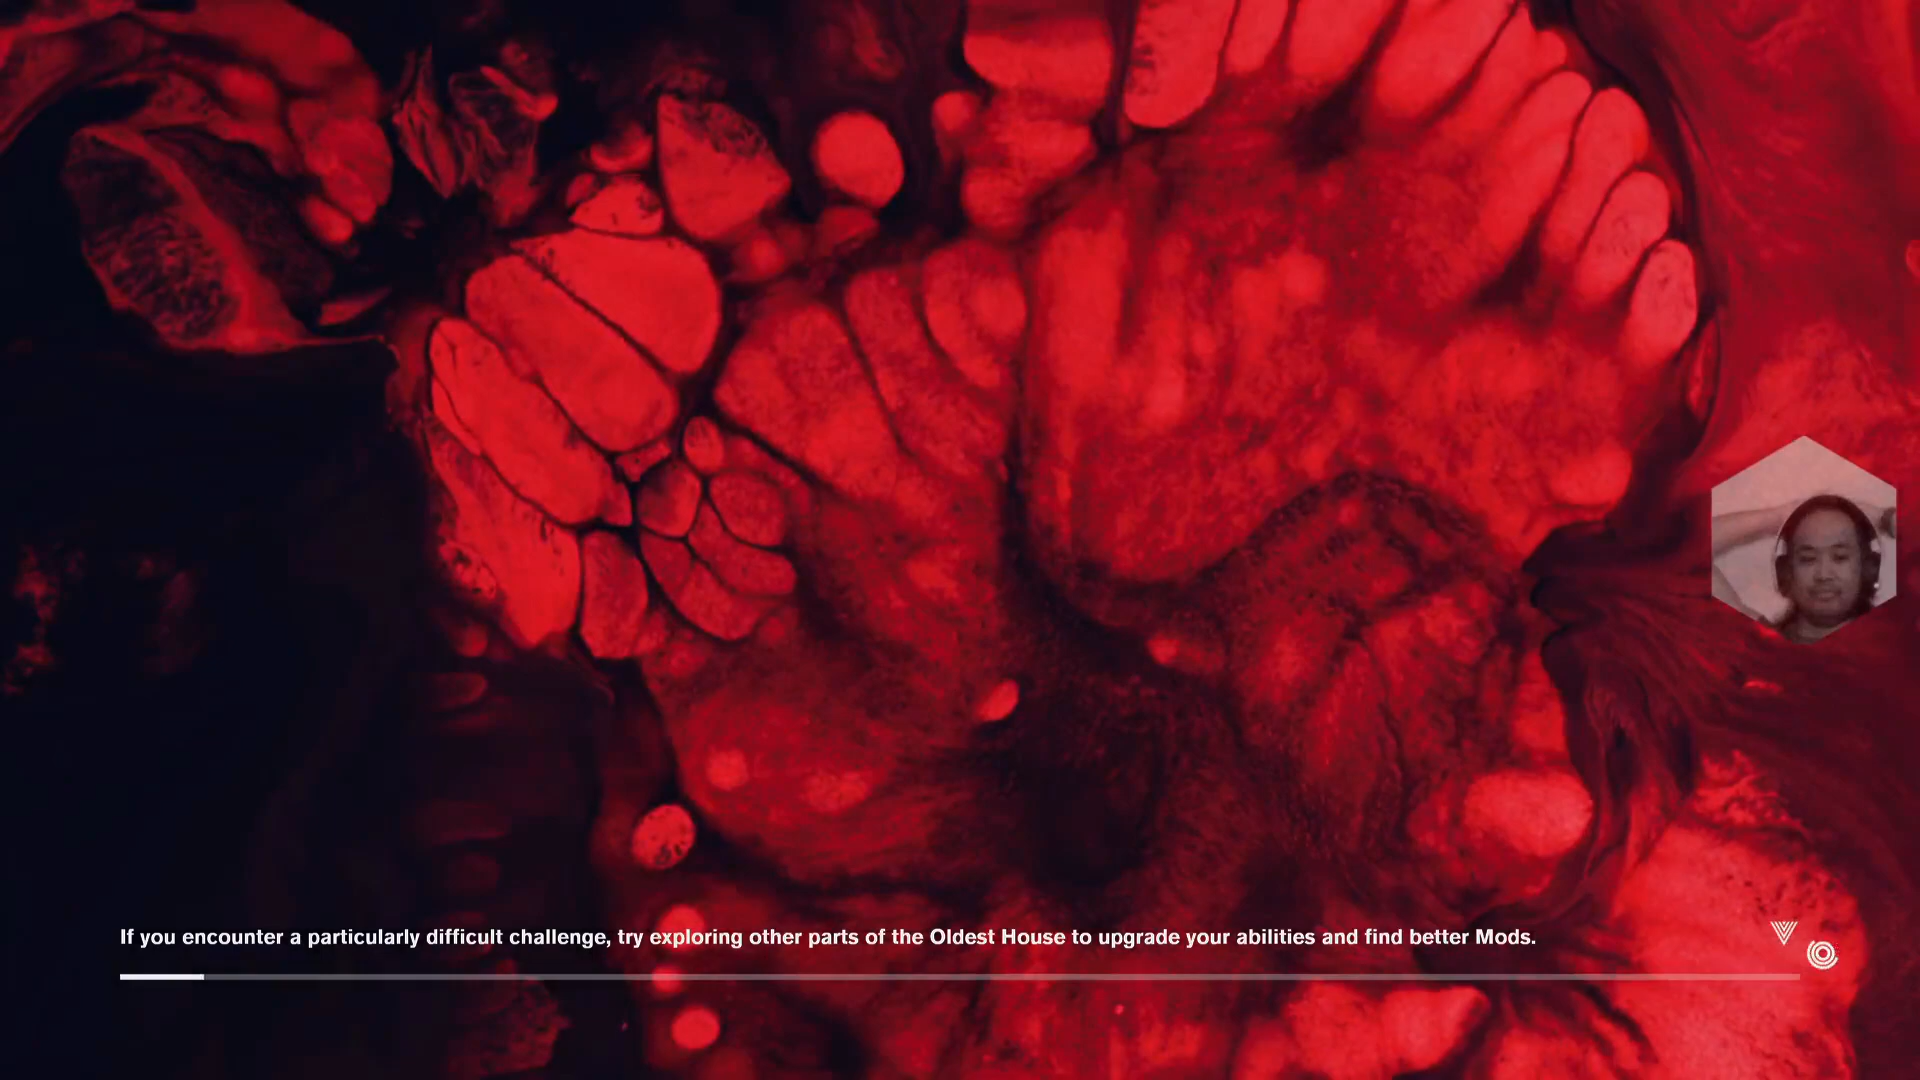 If you encounter a particularly difficult challenge, try exploring other parts of the Oldest House to upgrade your abilities and find better Mods.